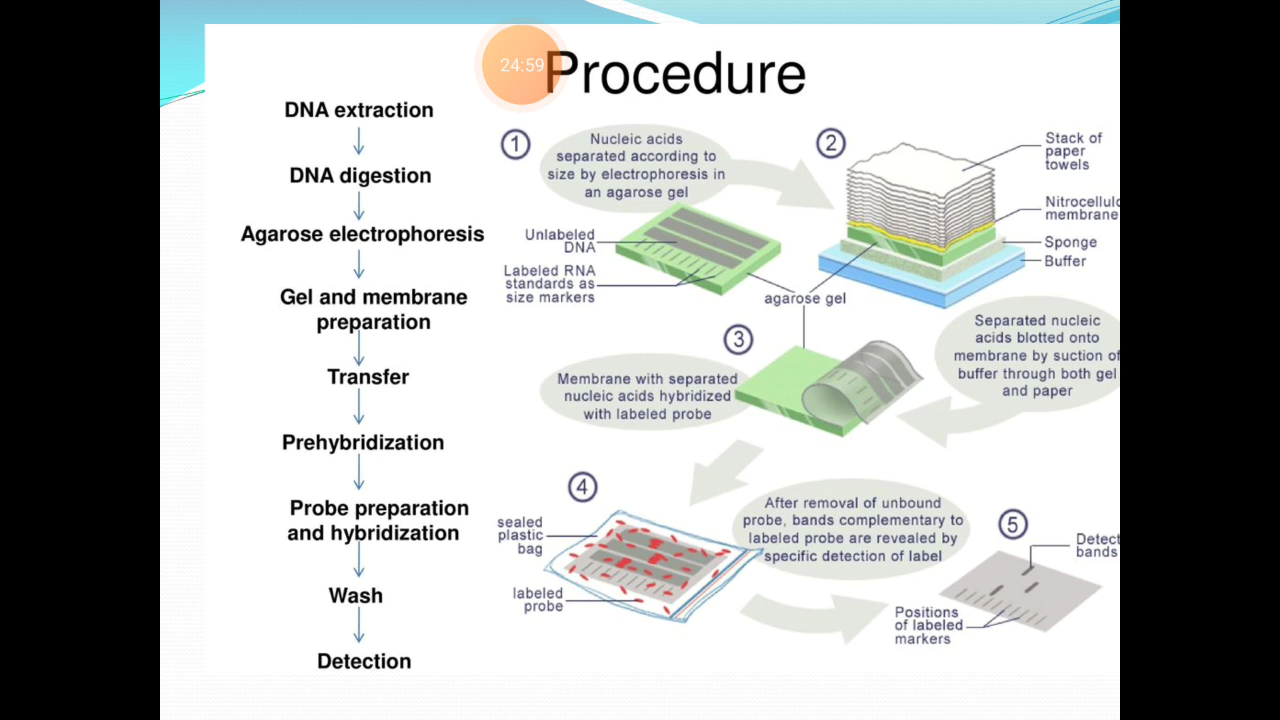 24:59
Procedure
DNA extraction
DNA digestion
Agarose electrophoresis
Gel and membrane
preparation
Transfer
Prehybridization
Probe preparation
and hybridization
Wash
Detection
1
Nucleic acids
separated according to
size by electrophoresis in
an agarose gel
Unlabeled
DNA
Labeled RNA
standards as
size markers
agarose gel
2
Stack of
paper
towels
Nitrocellulo
membrane
Sponge
Buffer
Separated nucleic
acids blotted onto
membrane by suction of
buffer through both gel
and paper
3
Membrane with separated
nucleic acids hybridized
with labeled probe
4
sealed
plastic
bag
labeled
probe
After removal of unbound
probe, bands complementary to
labeled probe are revealed by
specific detection of label
5
Detect
bands
Positions
of labeled
markers